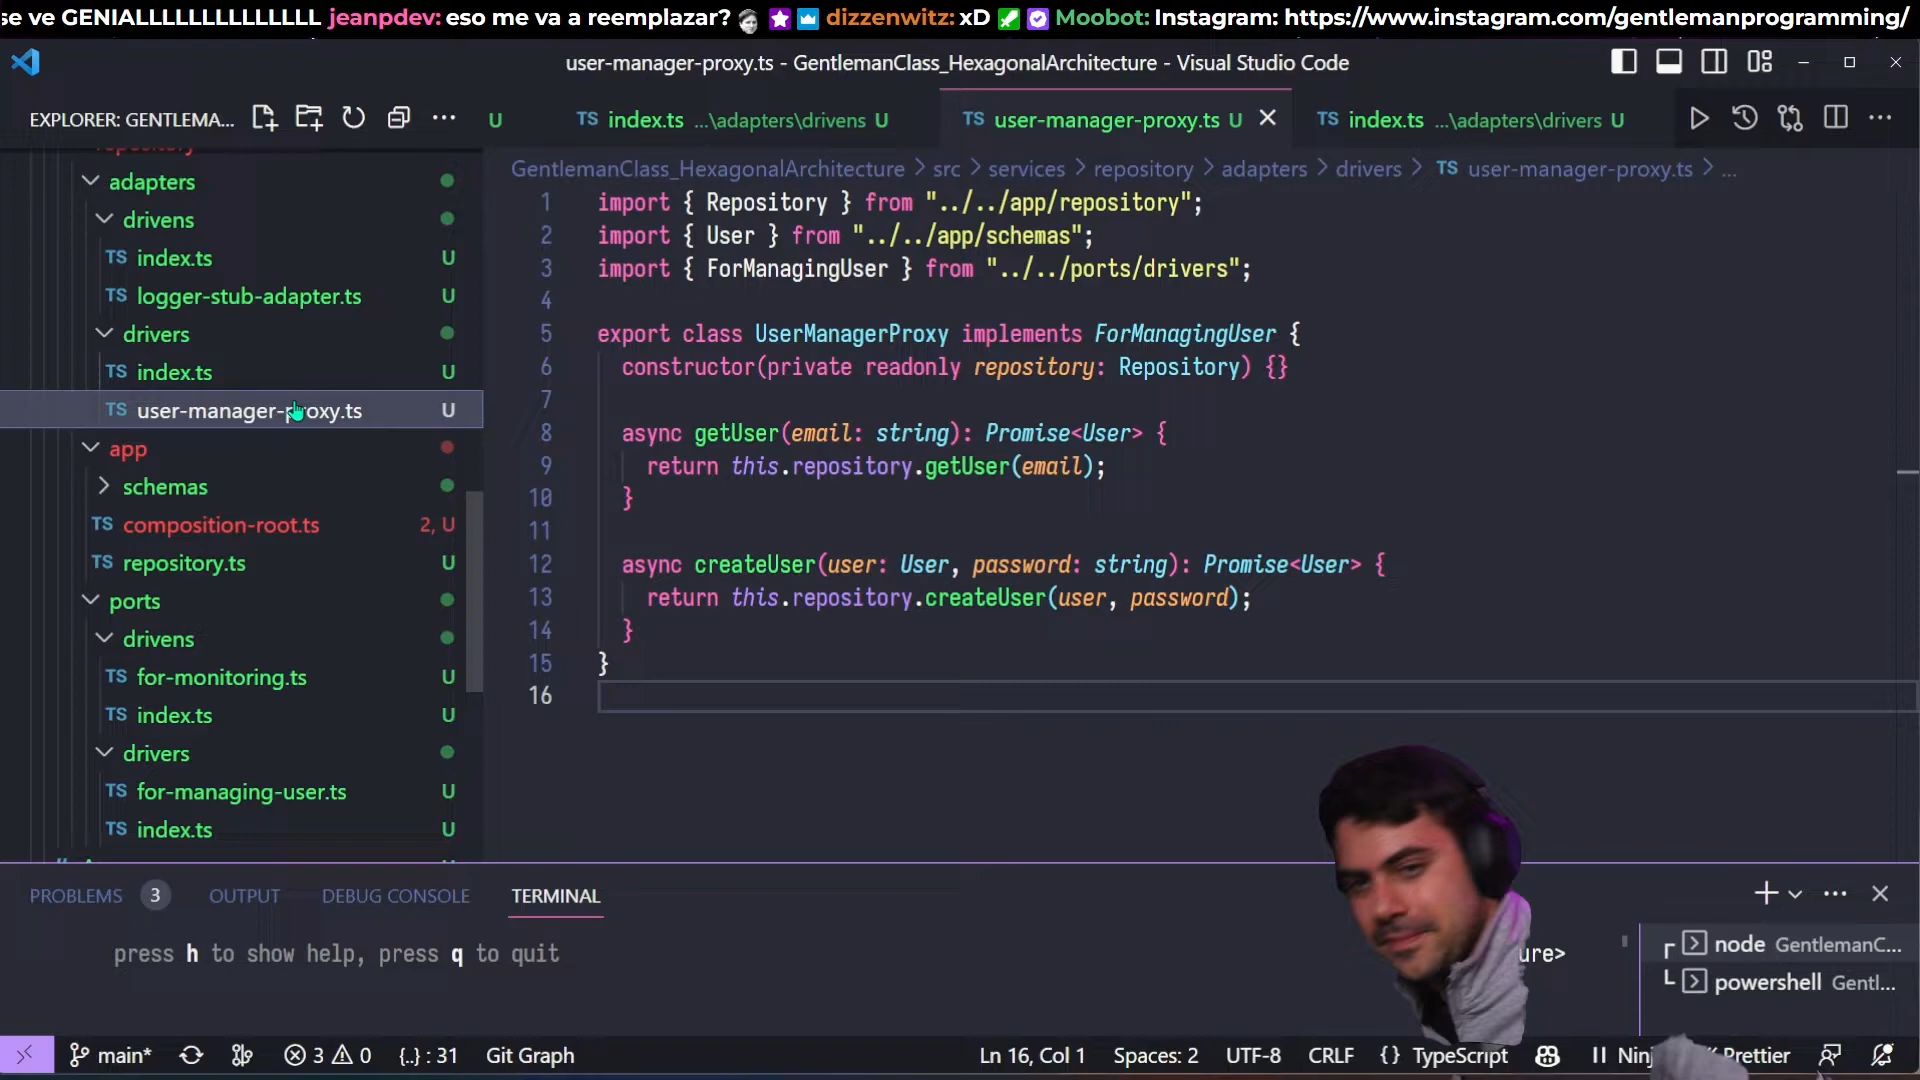 se ve GENIALLLLLLLLLLLLL jeanpdev: eso me va a reemplazar? dizzenwitz: xD Moobot: Instagram: https://www.instagram.com/gentlemanprogramming/
user-manager-proxy.ts - GentlemanClass_HexagonalArchitecture - Visual Studio Code
EXPLORER: GENTLEMA...
U
TS index.ts ...\adapters\drivens U
TS user-manager-proxy.ts U
TS index.ts ...\adapters\drivers U
GentlemanClass_HexagonalArchitecture > src > services > repository > adapters > drivers > TS user-manager-proxy.ts > ...
repository
adapters
drivens
TS index.ts U
TS logger-stub-adapter.ts U
drivers
TS index.ts U
TS user-manager-proxy.ts U
app
schemas
TS composition-root.ts 2, U
TS repository.ts U
ports
drivens
TS for-monitoring.ts U
TS index.ts U
drivers
TS for-managing-user.ts U
TS index.ts U
1 import { Repository } from "../../app/repository";
2 import { User } from "../../app/schemas";
3 import { ForManagingUser } from "../../ports/drivers";
4
5 export class UserManagerProxy implements ForManagingUser {
6 constructor(private readonly repository: Repository) {}
7
8 async getUser(email: string): Promise<User> {
9 return this.repository.getUser(email);
10 }
11
12 async createUser(user: User, password: string): Promise<User> {
13 return this.repository.createUser(user, password);
14 }
15 }
16
PROBLEMS 3 OUTPUT DEBUG CONSOLE TERMINAL
press h to show help, press q to quit
ure>
node GentlemanC...
powershell Gentl...
main* 3 0 {..} : 31 Git Graph
Ln 16, Col 1 Spaces: 2 UTF-8 CRLF {} TypeScript Prettier